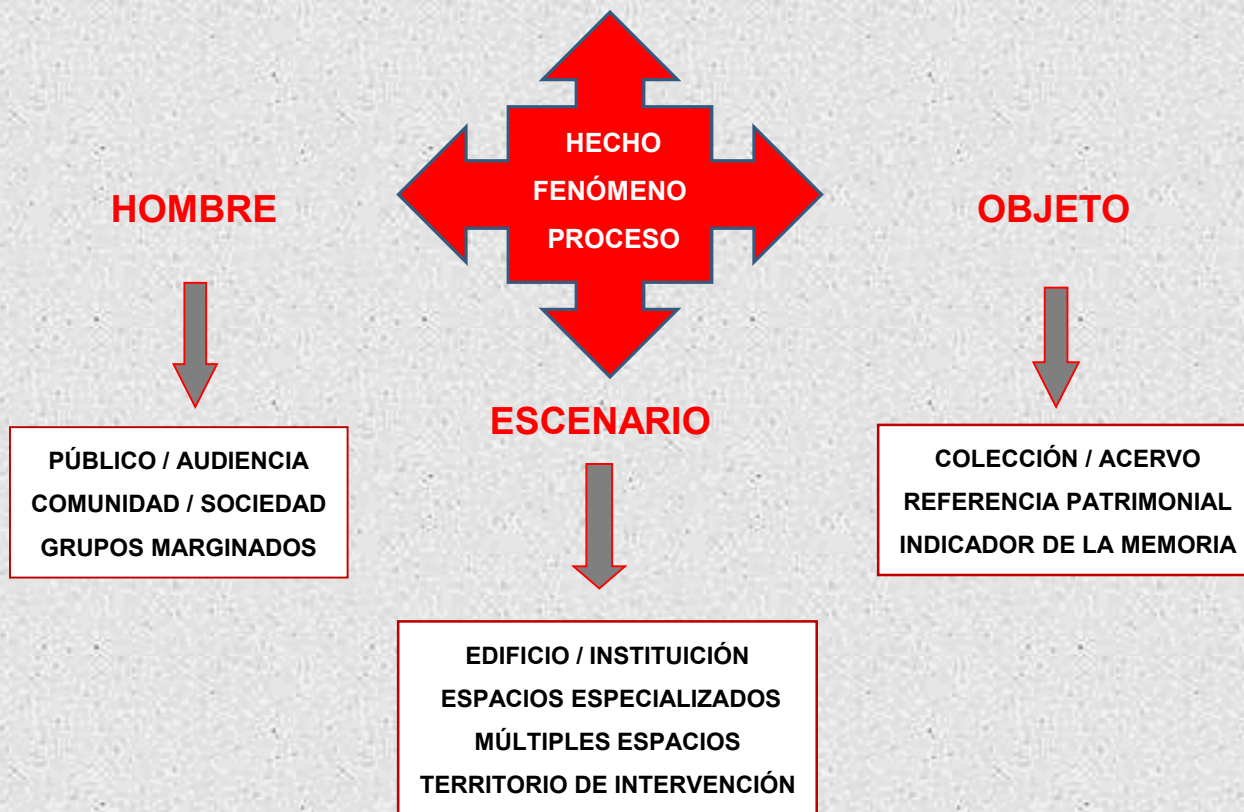 HECHO
FENÓMENO
PROCESO
HOMBRE
OBJETO
ESCENARIO
PÚBLICO / AUDIENCIA
COMUNIDAD / SOCIEDAD
GRUPOS MARGINADOS
COLECCIÓN / ACERVO
REFERENCIA PATRIMONIAL
INDICADOR DE LA MEMORIA
EDIFICIO / INSTITUICIÓN
ESPACIOS ESPECIALIZADOS
MÚLTIPLES ESPACIOS
TERRITORIO DE INTERVENCIÓN